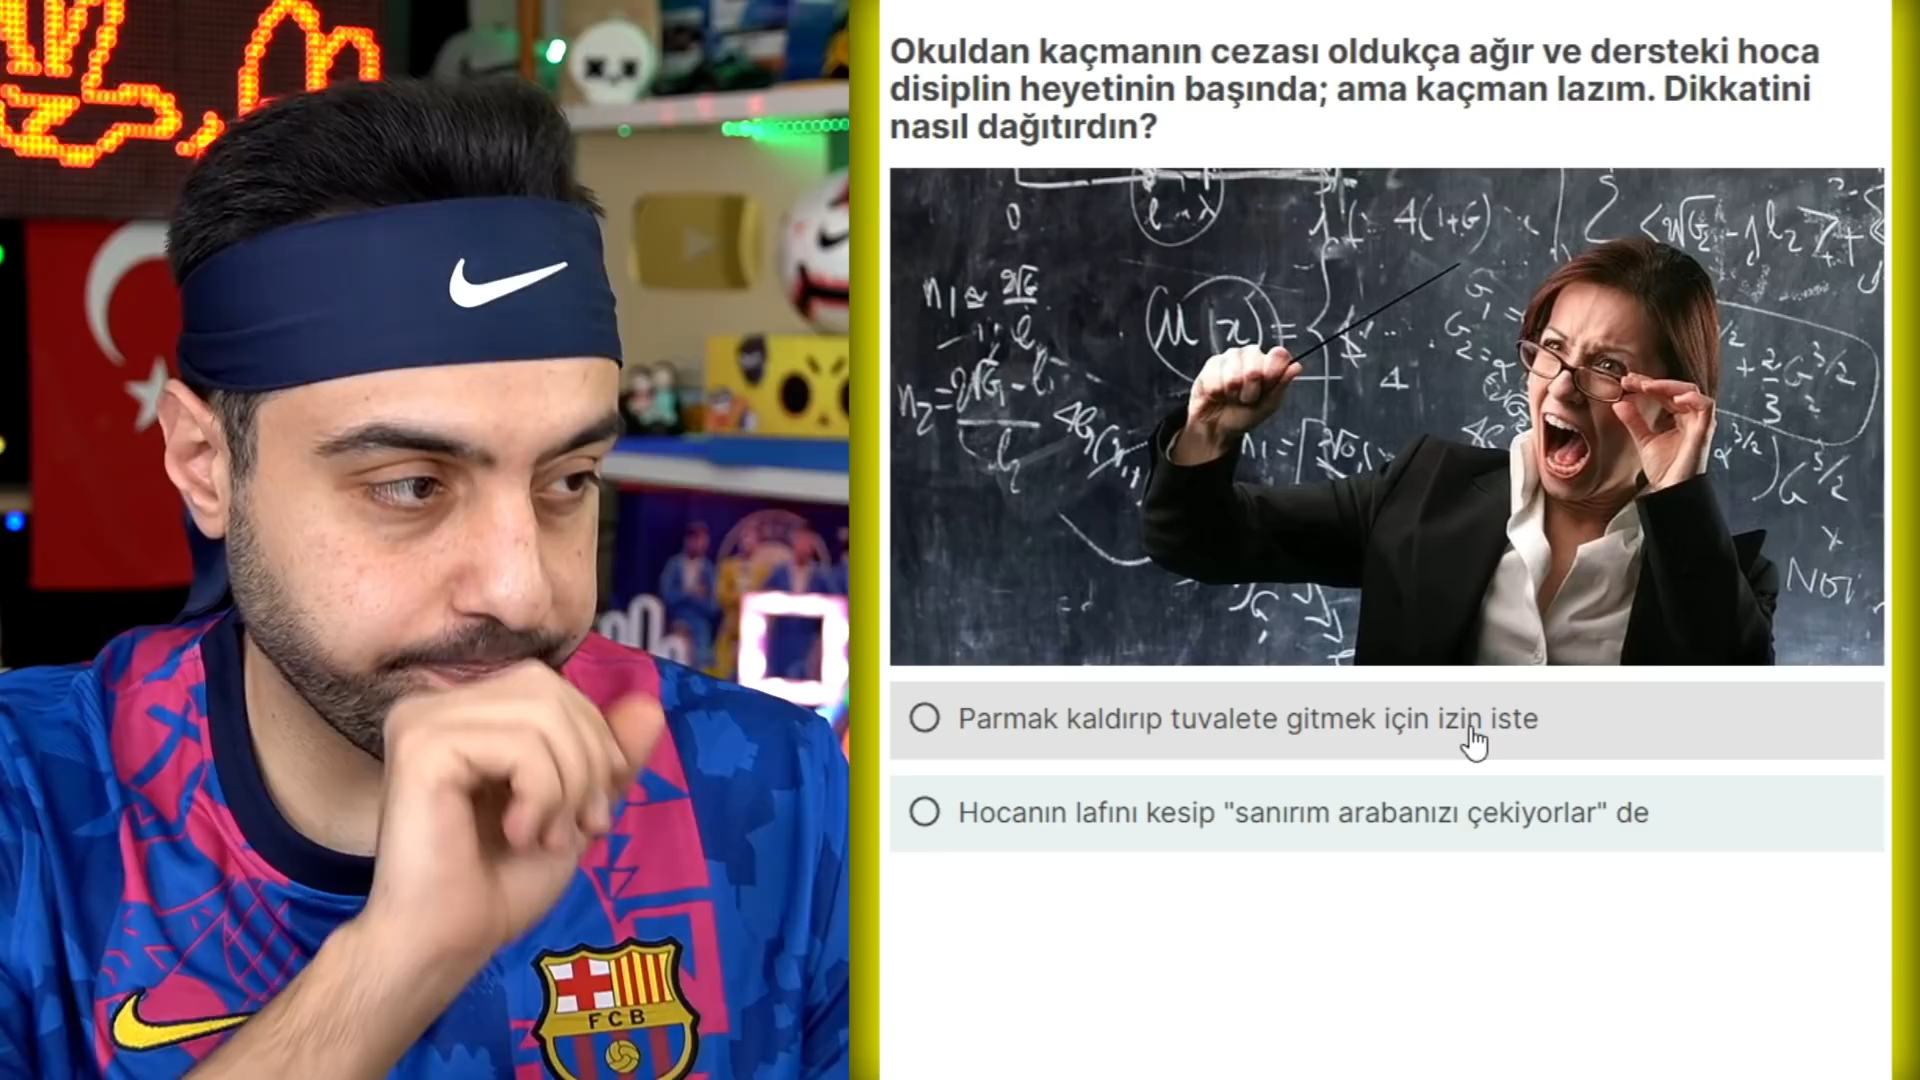 Okuldan kaçmanın cezası oldukça ağır ve dersteki hoca
disiplin heyetinin başında; ama kaçman lazım. Dikkatini
nasıl dağıtırdın?
Parmak kaldırıp tuvalete gitmek için izin iste
Hocanın lafını kesip "sanırım arabanızı çekiyorlar" de
FCB